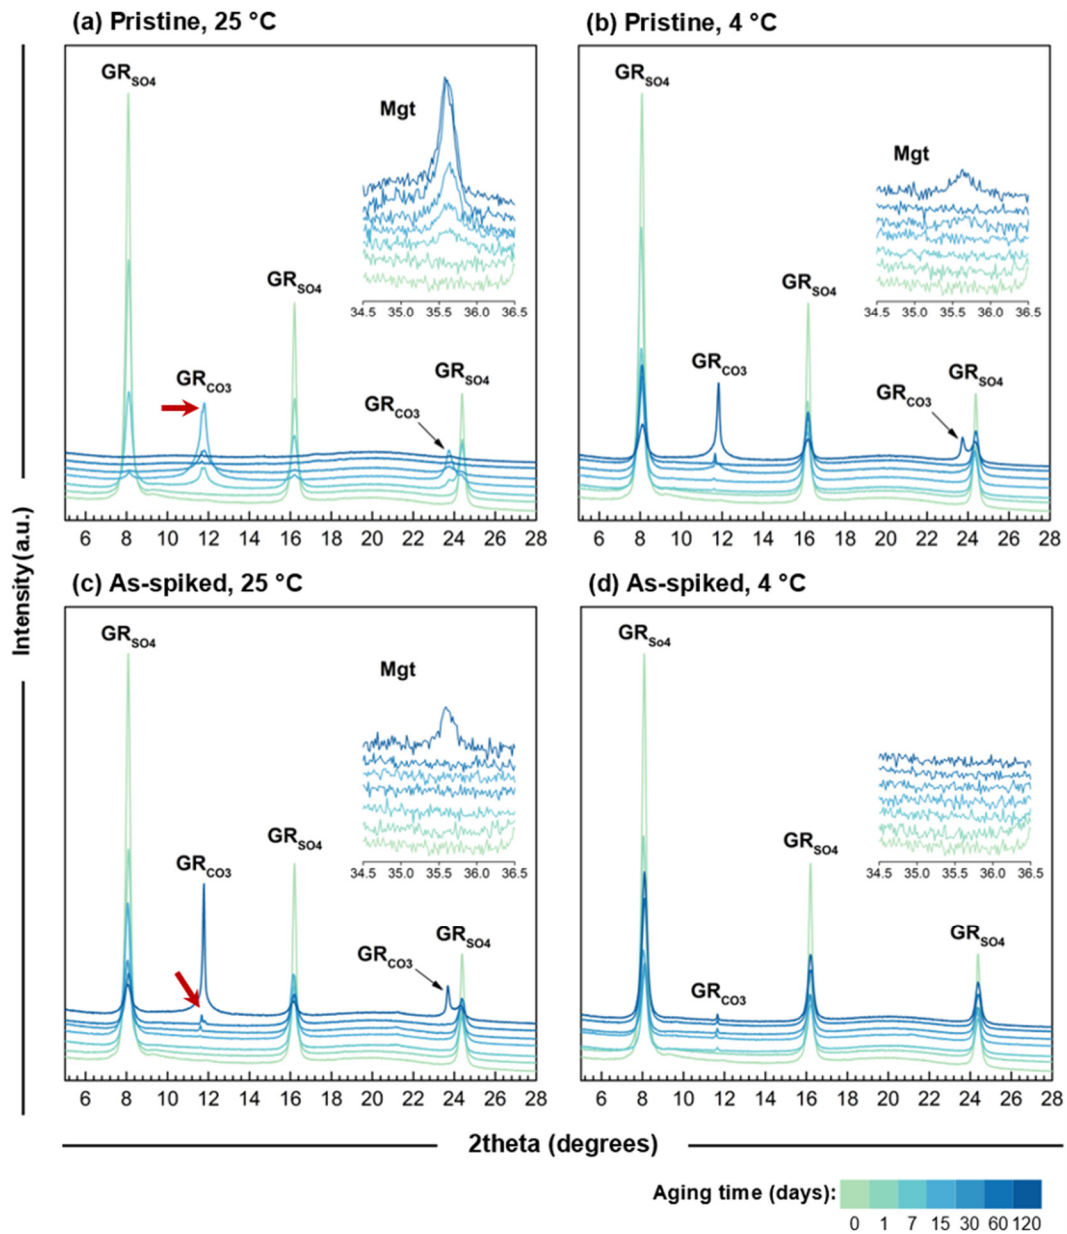 (a) Pristine, 25 °C
GRSO4
Mgt
34.5 35.0 35.5 36.0 36.5
GRSO4
GRCO3
GRCO3
GRSO4
6 8 10 12 14 16 18 20 22 24 26 28
(b) Pristine, 4 °C
GRSO4
Mgt
34.5 35.0 35.5 36.0 36.5
GRSO4
GRCO3
GRCO3
GRSO4
6 8 10 12 14 16 18 20 22 24 26 28
Intensity (a.u.)
(c) As-spiked, 25 °C
GRSO4
Mgt
34.5 35.0 35.5 36.0 36.5
GRSO4
GRCO3
GRCO3
GRSO4
6 8 10 12 14 16 18 20 22 24 26 28
(d) As-spiked, 4 °C
GRSo4
34.5 35.0 35.5 36.0 36.5
GRSO4
GRCO3
GRSO4
6 8 10 12 14 16 18 20 22 24 26 28
2theta (degrees)
Aging time (days):
0 1 7 15 30 60 120